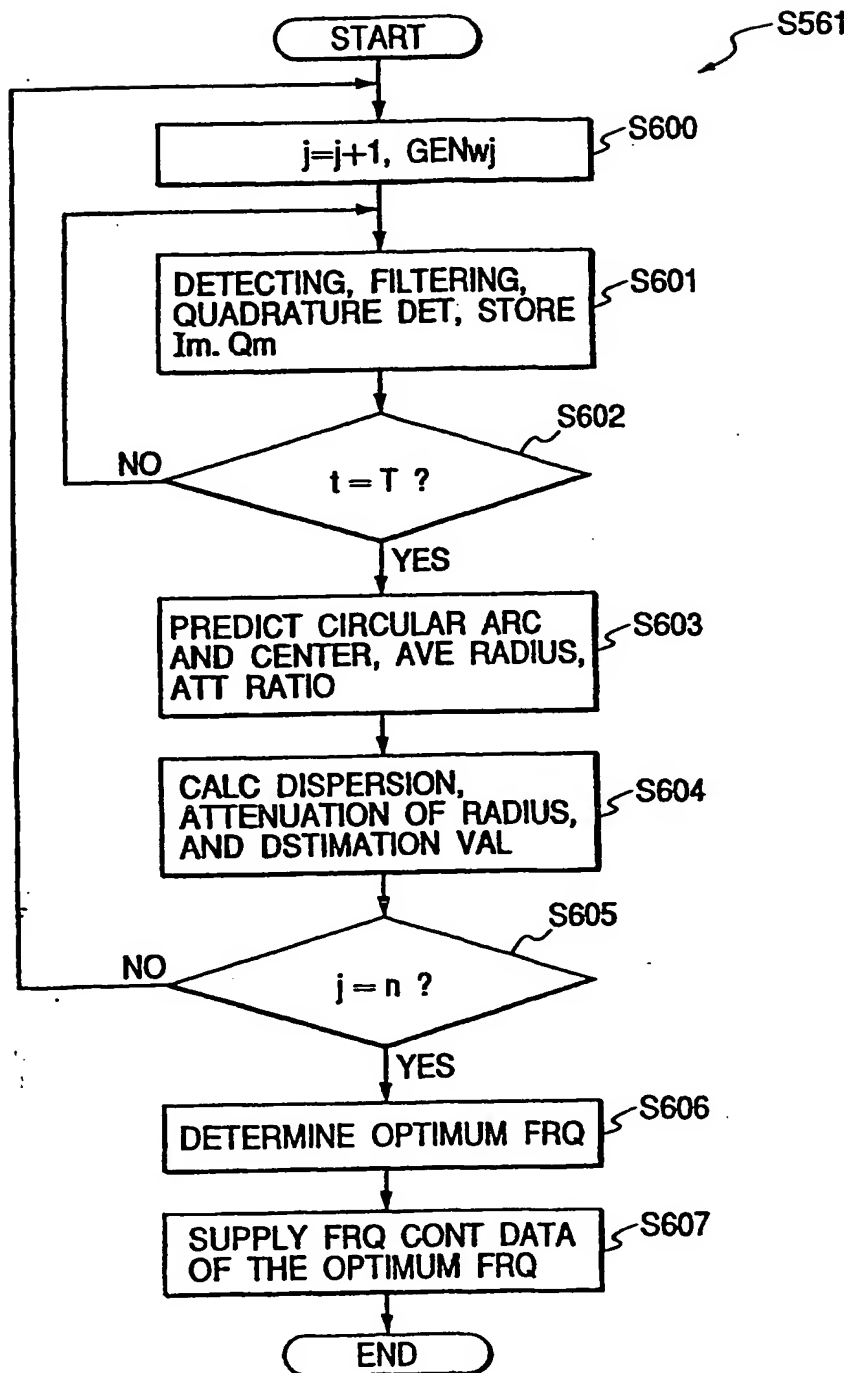 START
S561
j=j+1, GENwj
S600
DETECTING, FILTERING,
QUADRATURE DET, STORE
Im. Qm
S601
S602
t = T ?
NO
YES
PREDICT CIRCULAR ARC
AND CENTER, AVE RADIUS,
ATT RATIO
S603
CALC DISPERSION,
ATTENUATION OF RADIUS,
AND DSTIMATION VAL
S604
S605
j = n ?
NO
YES
DETERMINE OPTIMUM FRQ
S606
SUPPLY FRQ CONT DATA
OF THE OPTIMUM FRQ
S607
END